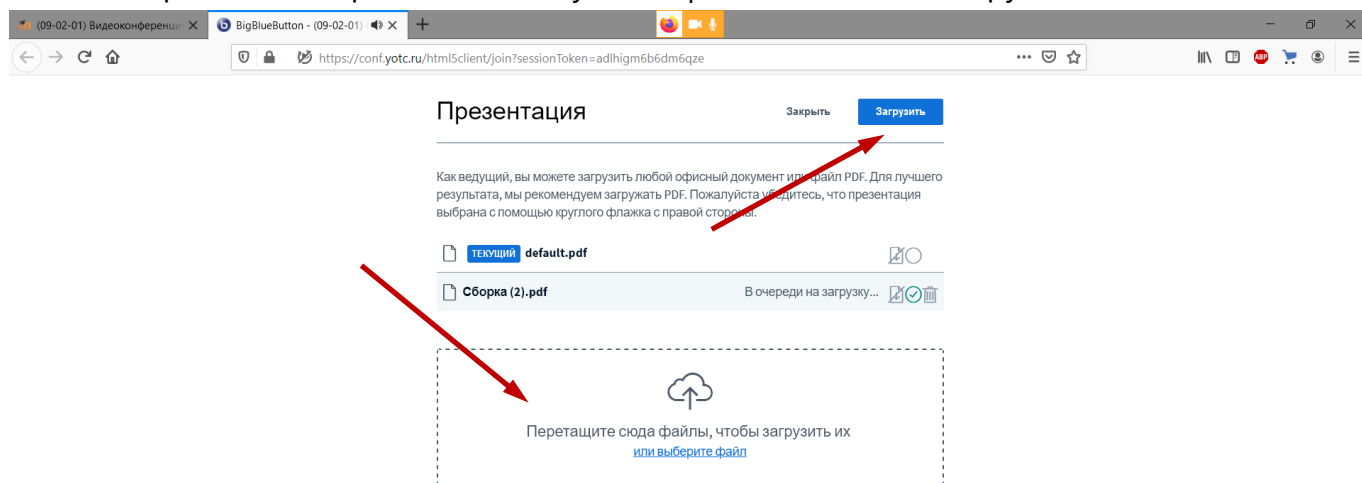 (09-02-01) Видеоконференци
BigBlueButton - (09-02-01)
https://conf.yotc.ru/html5client/join?sessionToken=adlhigm6b6dm6qze
ABP
Презентация
Закрыть
Загрузить
Как ведущий, вы можете загрузить любой офисный документ или файл PDF. Для лучшего
результата, мы рекомендуем загружать PDF. Пожалуйста убедитесь, что презентация
выбрана с помощью круглого флажка с правой стороны.
ТЕКУЩИЙ default.pdf
Сборка (2).pdf
В очереди на загрузку...
Перетащите сюда файлы, чтобы загрузить их
или выберите файл